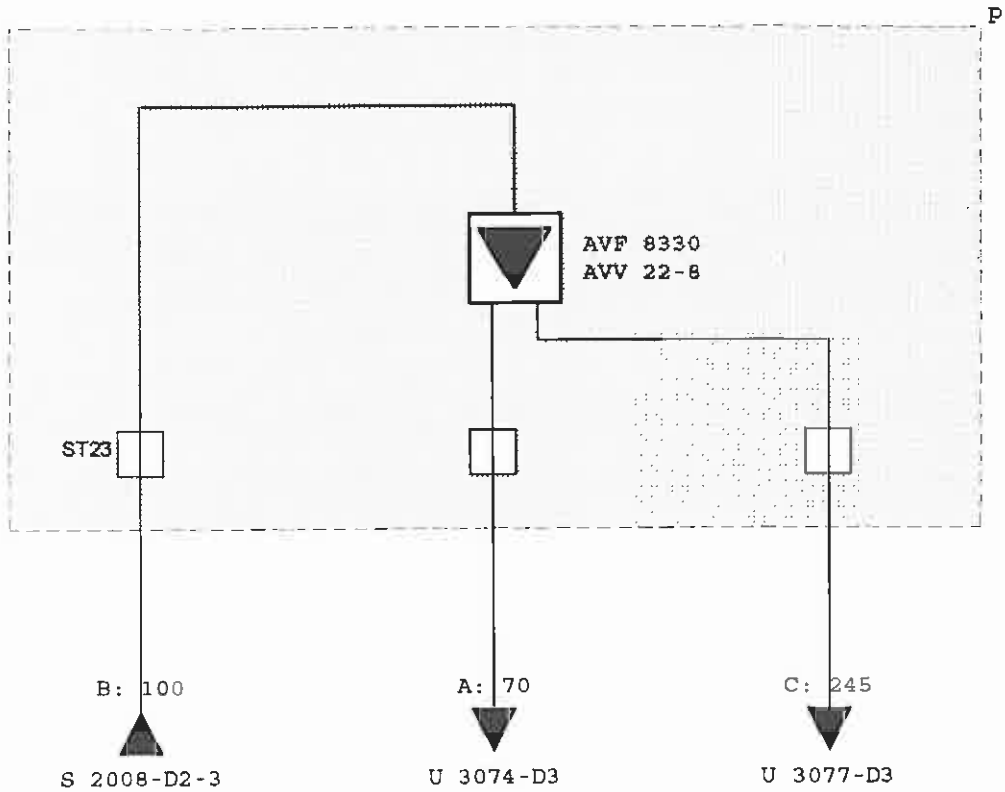 P
AVF 8330
AVV 22-8
ST23
B: 100
A: 70
C: 245
S 2008-D2-3
U 3074-D3
U 3077-D3